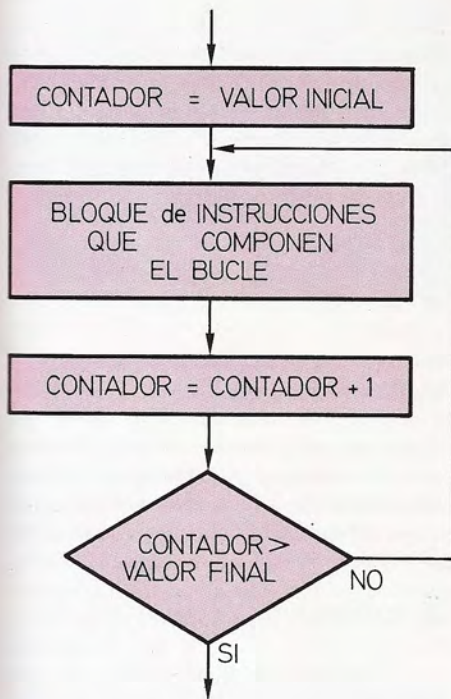 CONTADOR = VALOR INICIAL
BLOQUE de INSTRUCCIONES
QUE COMPONEN
EL BUCLE
CONTADOR = CONTADOR + 1
CONTADOR >
VALOR FINAL
NO
SI